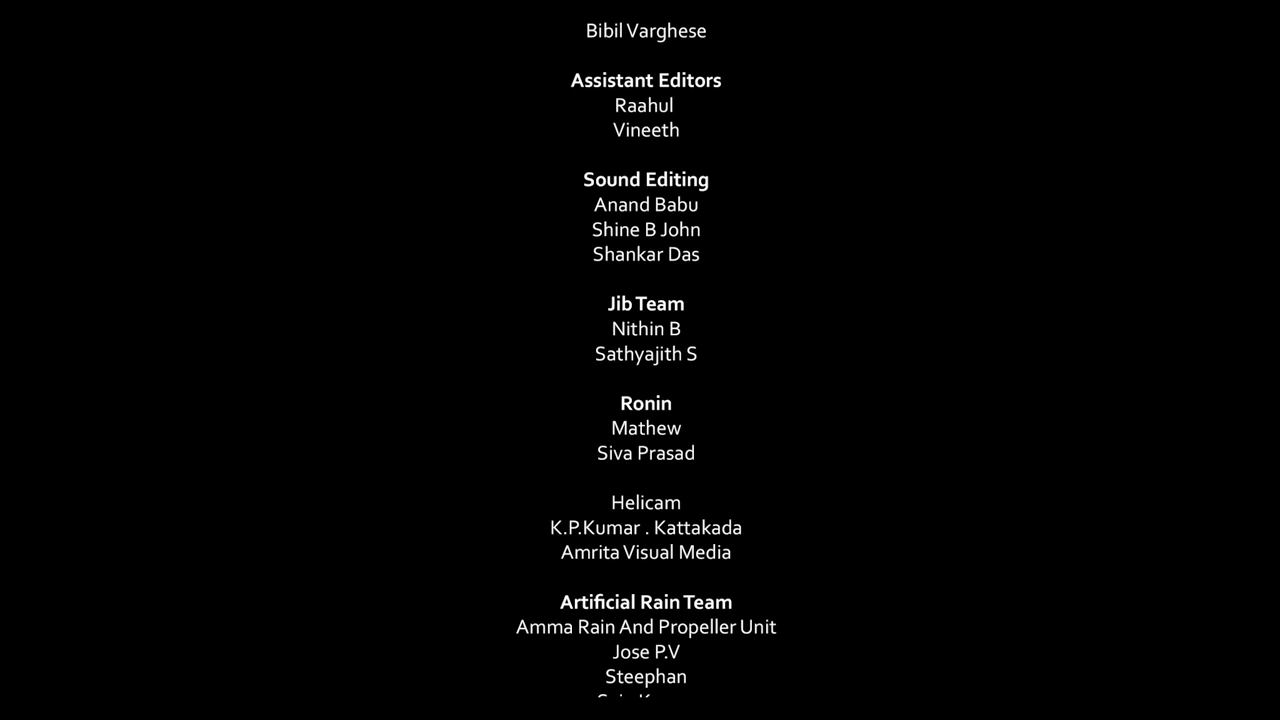 Bibil Varghese
Assistant Editors
Raahul
Vineeth
Sound Editing
Anand Babu
Shine B John
Shankar Das
Jib Team
Nithin B
Sathyajith S
Ronin
Mathew
Siva Prasad
Helicam
K.P.Kumar . Kattakada
Amrita Visual Media
Artificial Rain Team
Amma Rain And Propeller Unit
Jose P.V
Steephan